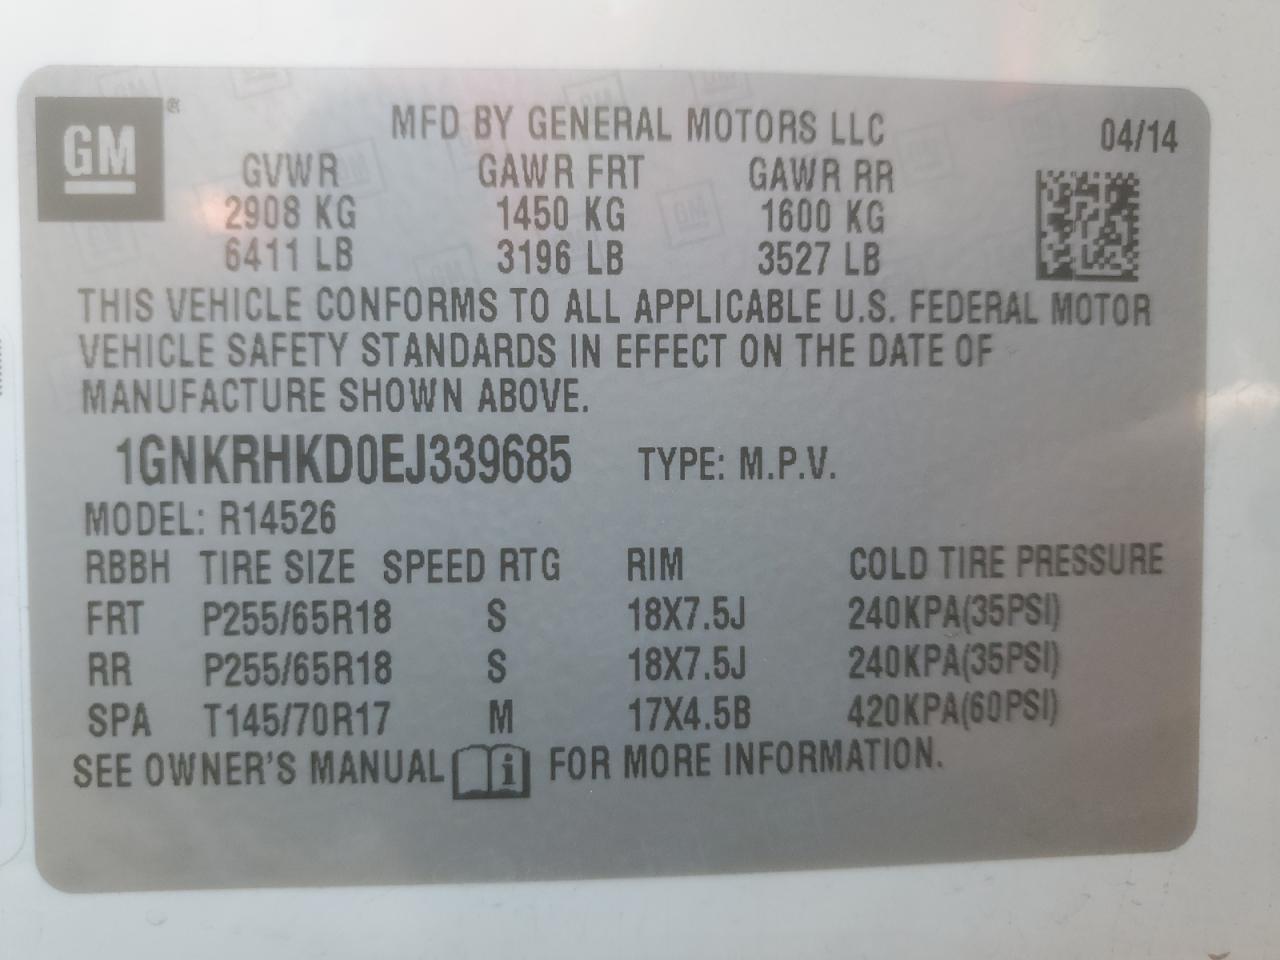 GM ®
MFD BY GENERAL MOTORS LLC 04/14
GVWR GAWR FRT GAWR RR
2908 KG 1450 KG 1600 KG
6411 LB 3196 LB 3527 LB
THIS VEHICLE CONFORMS TO ALL APPLICABLE U.S. FEDERAL MOTOR
VEHICLE SAFETY STANDARDS IN EFFECT ON THE DATE OF
MANUFACTURE SHOWN ABOVE.
1GNKRHKD0EJ339685 TYPE: M.P.V.
MODEL: R14526
RBBH TIRE SIZE SPEED RTG RIM COLD TIRE PRESSURE
FRT P255/65R18 S 18X7.5J 240KPA(35PSI)
RR P255/65R18 S 18X7.5J 240KPA(35PSI)
SPA T145/70R17 M 17X4.5B 420KPA(60PSI)
SEE OWNER'S MANUAL i FOR MORE INFORMATION.